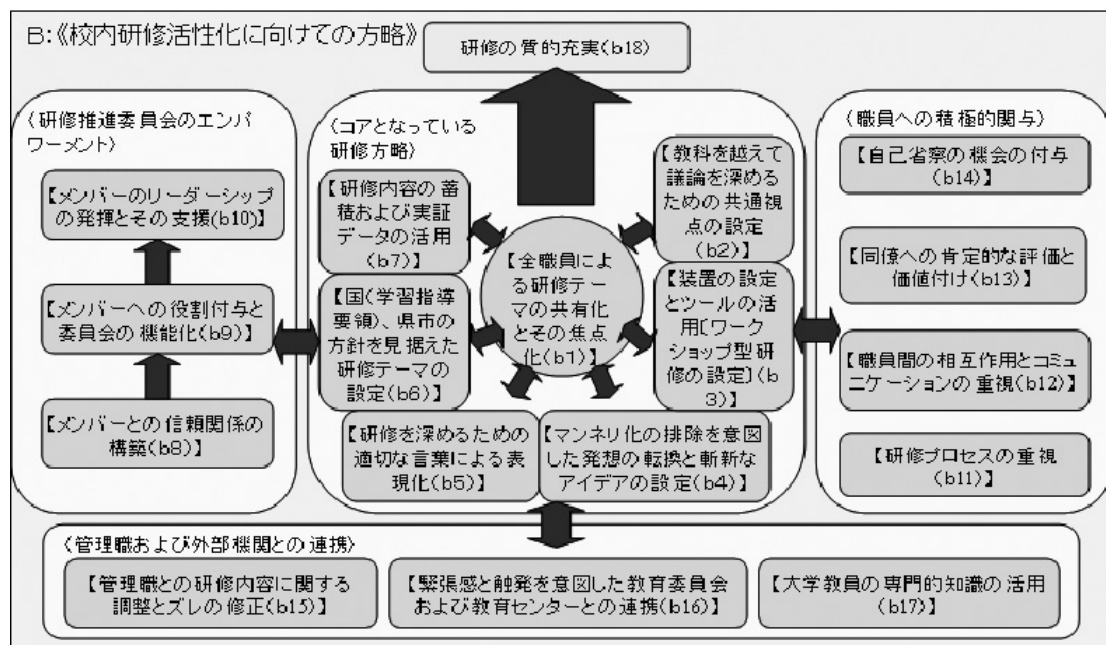 B:《校内研修活性化に向けての方略》
研修の質的充実(b18)
〈研修推進委員会のエンパ
ワーメント〉
【メンバーのリーダーシップ
の発揮とその支援(b10)】
【メンバーへの役割付与と
委員会の機能化(b9)】
【メンバーとの信頼関係の
構築(b8)】
〈コアとなっている
研修方略〉
【研修内容の蓄
積および実証
データの活用
(b7)】
【国(学習指導
要領)、県市の
方針を見据えた
研修テーマの
設定(b6)】
【全職員によ
る研修テー
マの共有化
とその焦点
化(b1)】
【教科を越えて
議論を深める
ための共通視
点の設定
(b2)】
【装置の設定
とツールの活
用[ワーク
ショップ型研
修の設定](b
3)】
【研修を深めるための
適切な言葉による表
現化(b5)】
【マンネリ化の排除を意図
した発想の転換と斬新な
アイデアの設定(b4)】
〈職員への積極的関与〉
【自己省察の機会の付与
(b14)】
【同僚への肯定的な評価と
価値付け(b13)】
【職員間の相互作用とコミュ
ニケーションの重視(b12)】
【研修プロセスの重視
(b11)】
〈管理職および外部機関との連携〉
【管理職との研修内容に関する
調整とズレの修正(b15)】
【緊張感と触発を意図した教育委員会
および教育センターとの連携(b16)】
【大学教員の専門的知識の活用
(b17)】